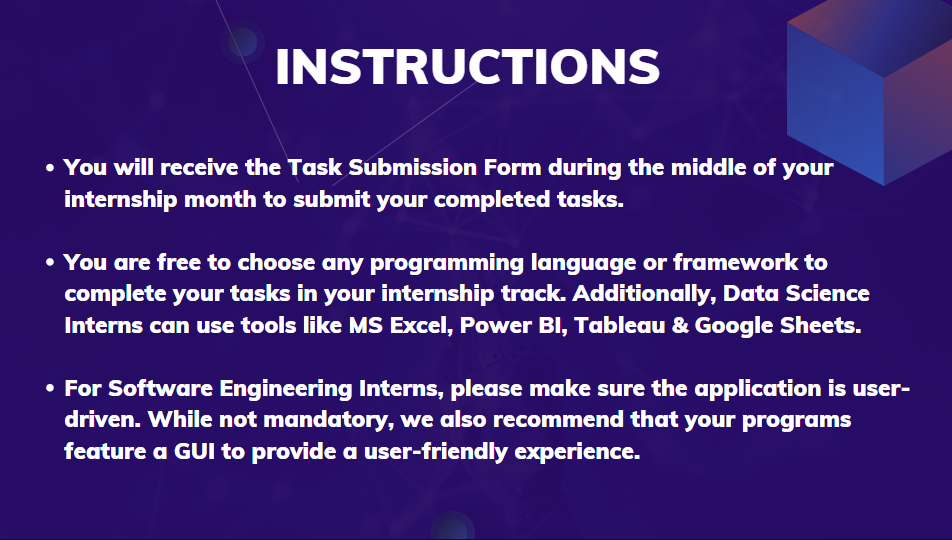 INSTRUCTIONS
• You will receive the Task Submission Form during the middle of your
internship month to submit your completed tasks.
• You are free to choose any programming language or framework to
complete your tasks in your internship track. Additionally, Data Science
Interns can use tools like MS Excel, Power BI, Tableau & Google Sheets.
• For Software Engineering Interns, please make sure the application is user-
driven. While not mandatory, we also recommend that your programs
feature a GUI to provide a user-friendly experience.